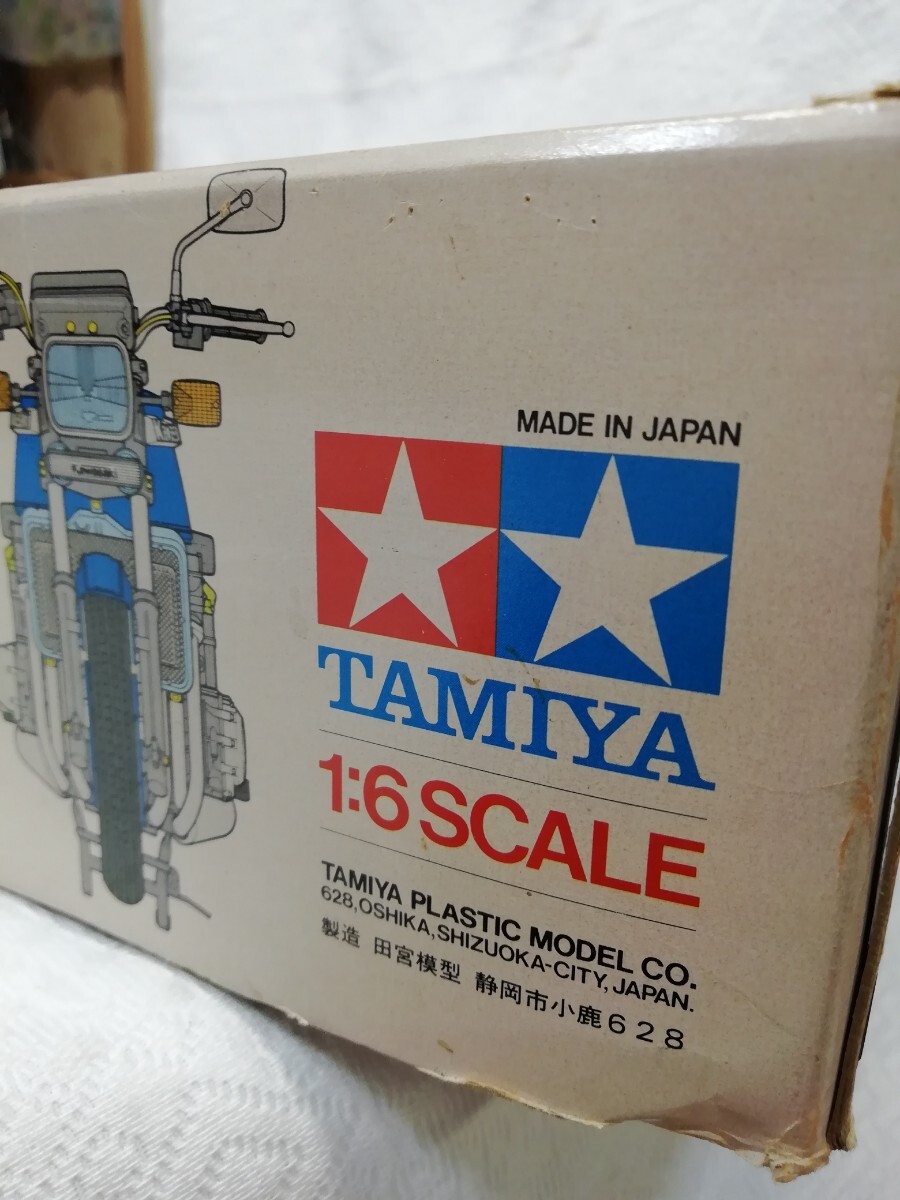 MADE IN JAPAN
TAMIYA
1:6 SCALE
TAMIYA PLASTIC MODEL CO.
628, OSHIKA, SHIZUOKA-CITY, JAPAN.
製造 田宮模型 静岡市小鹿628
Kawasaki